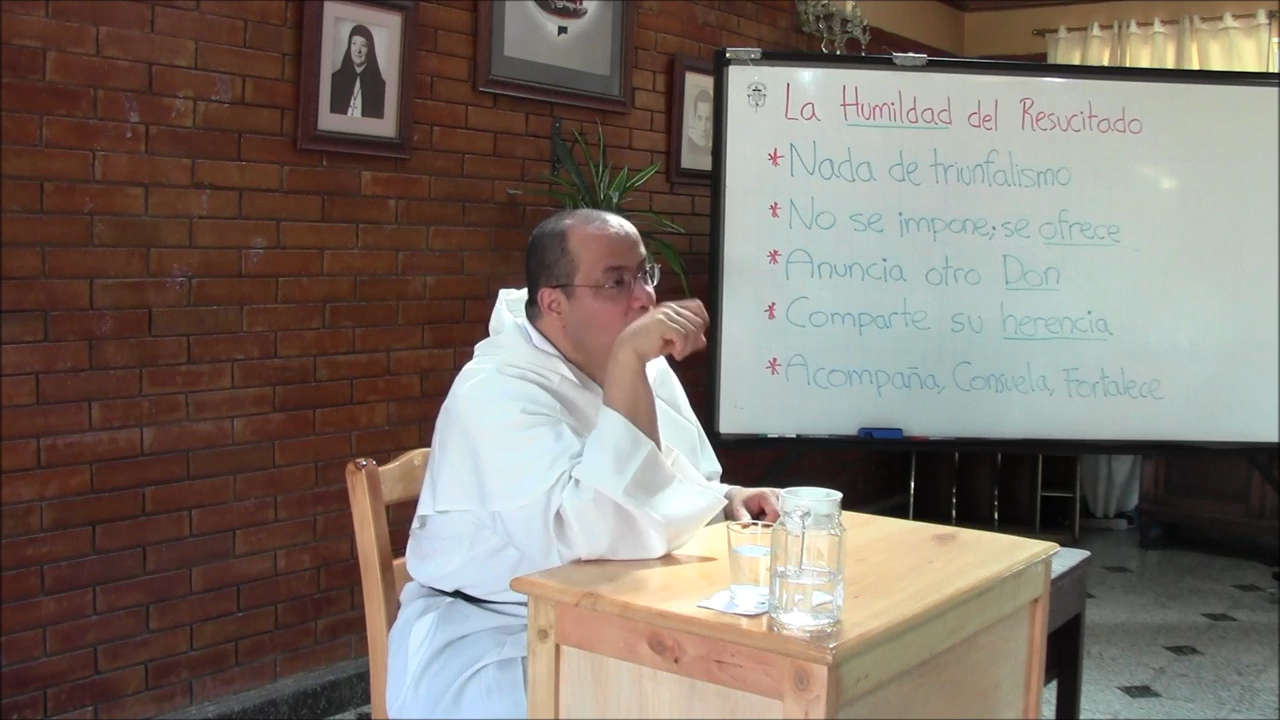 La Humildad del Resucitado
* Nada de triunfalismo
* No se impone; se ofrece
* Anuncia otro Don
* Comparte su herencia
* Acompaña, Consuela, Fortalece